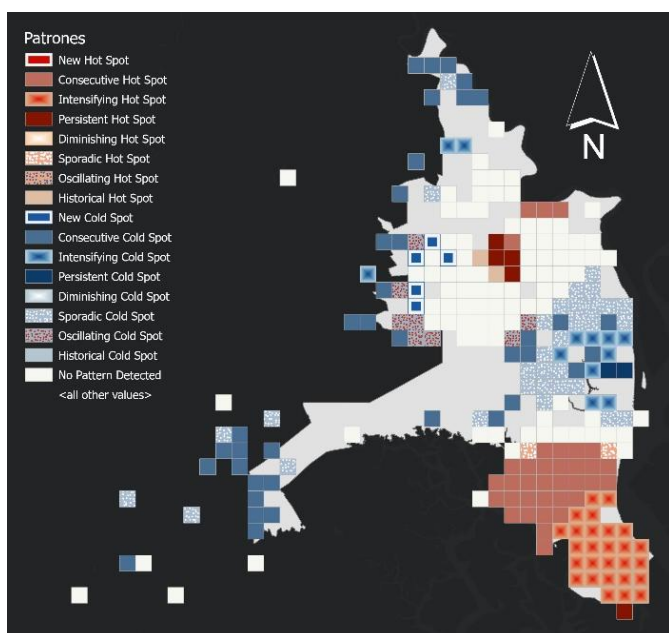 Patrones
New Hot Spot
Consecutive Hot Spot
Intensifying Hot Spot
Persistent Hot Spot
Diminishing Hot Spot
Sporadic Hot Spot
Oscillating Hot Spot
Historical Hot Spot
New Cold Spot
Consecutive Cold Spot
Intensifying Cold Spot
Persistent Cold Spot
Diminishing Cold Spot
Sporadic Cold Spot
Oscillating Cold Spot
Historical Cold Spot
No Pattern Detected
<all other values>
N